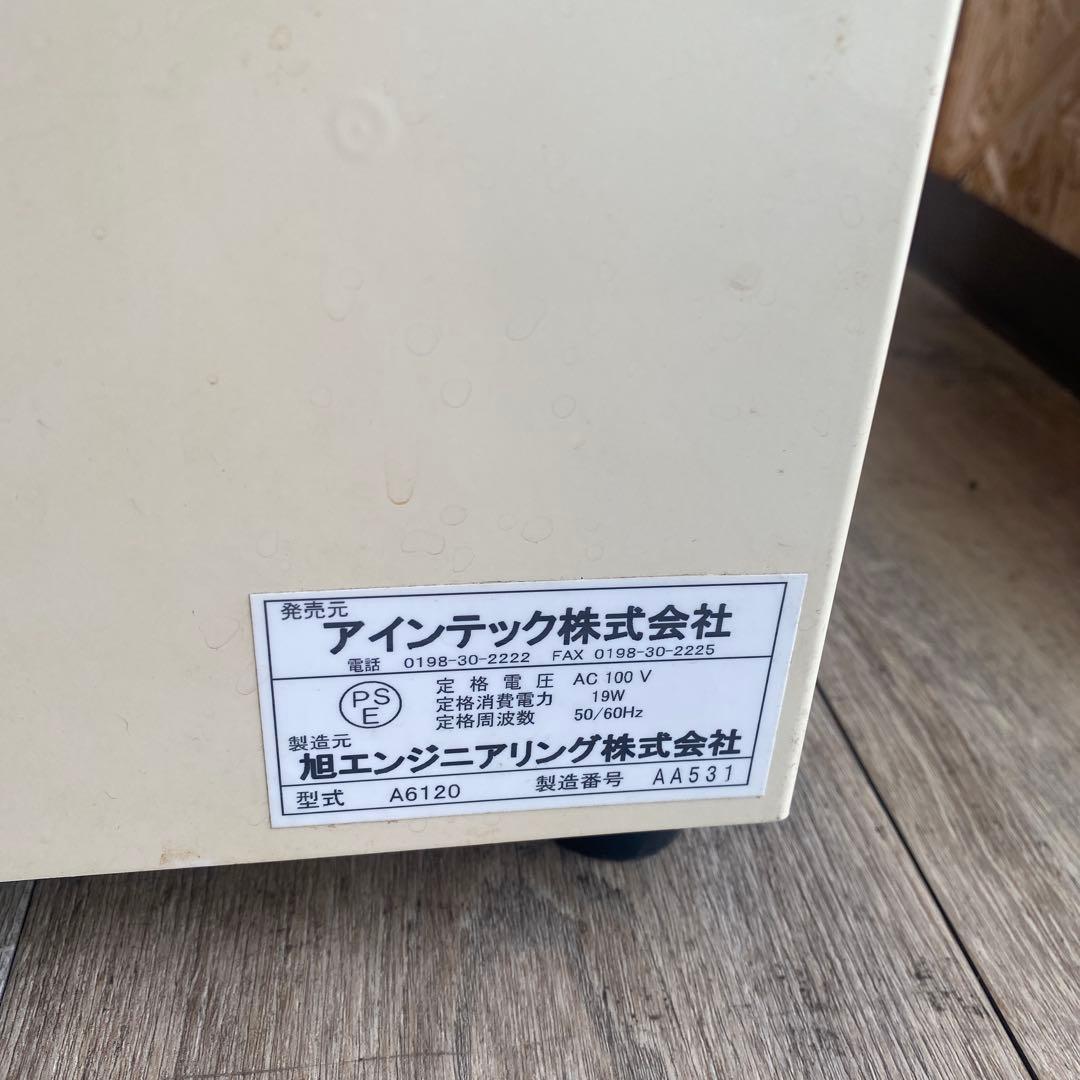 発売元
アインテック株式会社
電話 0198-30-2222 FAX 0198-30-2225
PS
E
定格電圧 AC 100 V
定格消費電力 19W
定格周波数 50/60Hz
製造元
旭エンジニアリング株式会社
型式 A6120 製造番号 AA531